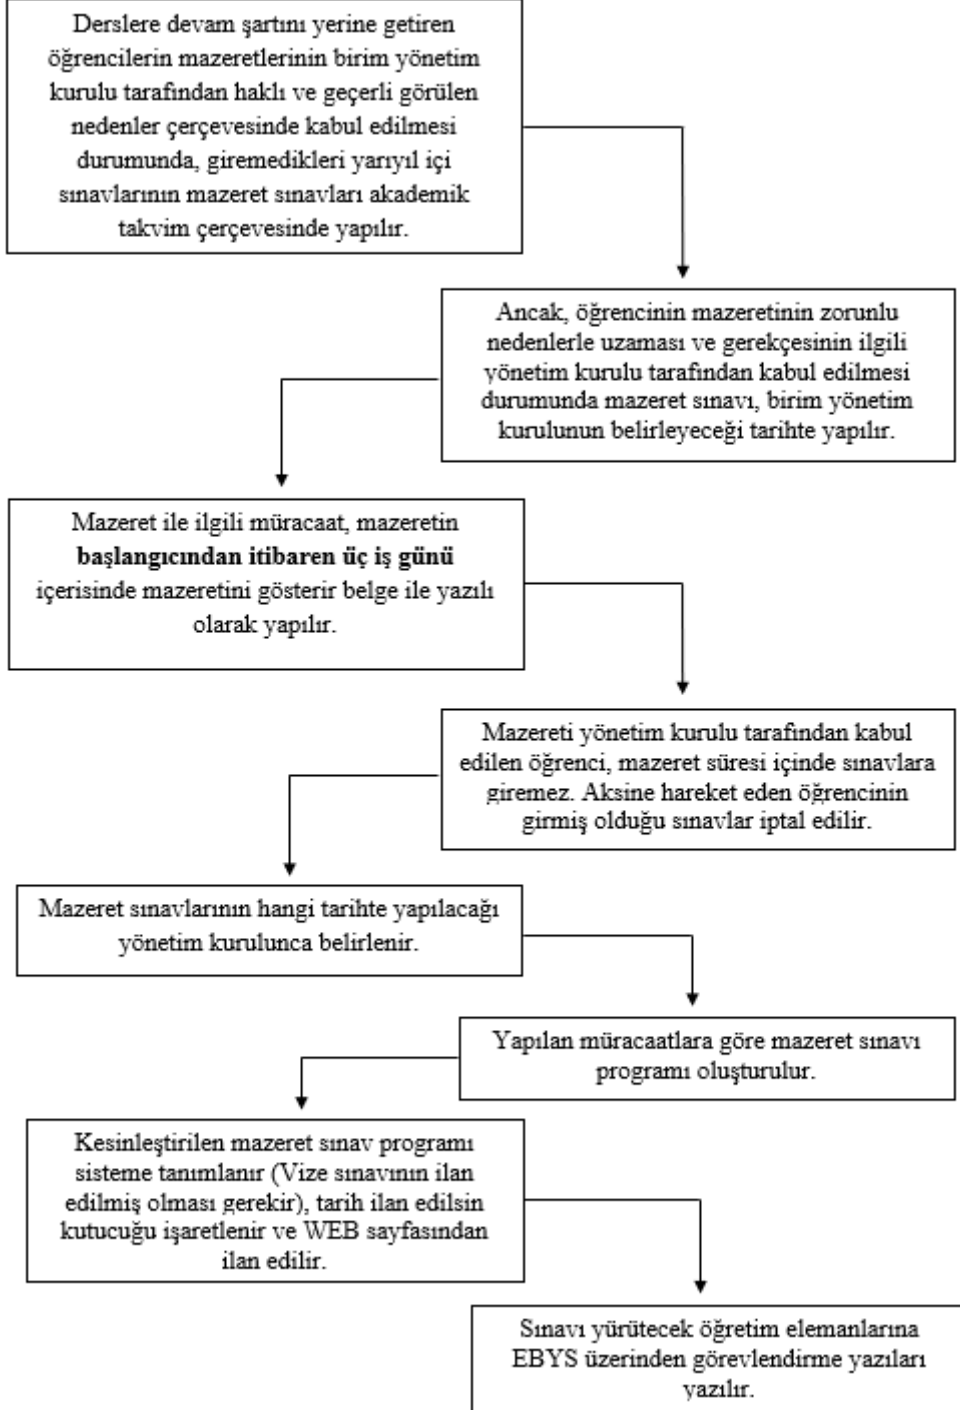 Derslere devam şartını yerine getiren
öğrencilerin mazeretlerinin birim yönetim
kurulu tarafından haklı ve geçerli görülen
nedenler çerçevesinde kabul edilmesi
durumunda, giremedikleri yarıyıl içi
sınavlarının mazeret sınavları akademik
takvim çerçevesinde yapılır.
Ancak, öğrencinin mazeretinin zorunlu
nedenlerle uzaması ve gerekçesinin ilgili
yönetim kurulu tarafından kabul edilmesi
durumunda mazeret sınavı, birim yönetim
kurulunun belirleyeceği tarihte yapılır.
Mazeret ile ilgili müracaat, mazeretin
başlangıcından itibaren üç iş günü
içerisinde mazeretini gösterir belge ile yazılı
olarak yapılır.
Mazereti yönetim kurulu tarafından kabul
edilen öğrenci, mazeret süresi içinde sınavlara
giremez. Aksine hareket eden öğrencinin
girmiş olduğu sınavlar iptal edilir.
Mazeret sınavlarının hangi tarihte yapılacağı
yönetim kurulunca belirlenir.
Yapılan müracaatlara göre mazeret sınavı
programı oluşturulur.
Kesinleştirilen mazeret sınav programı
sisteme tanımlanır (Vize sınavının ilan
edilmiş olması gerekir), tarih ilan edilsin
kutucuğu işaretlenir ve WEB sayfasından
ilan edilir.
Sınavı yürütecek öğretim elemanlarına
EBYS üzerinden görevlendirme yazıları
yazılır.